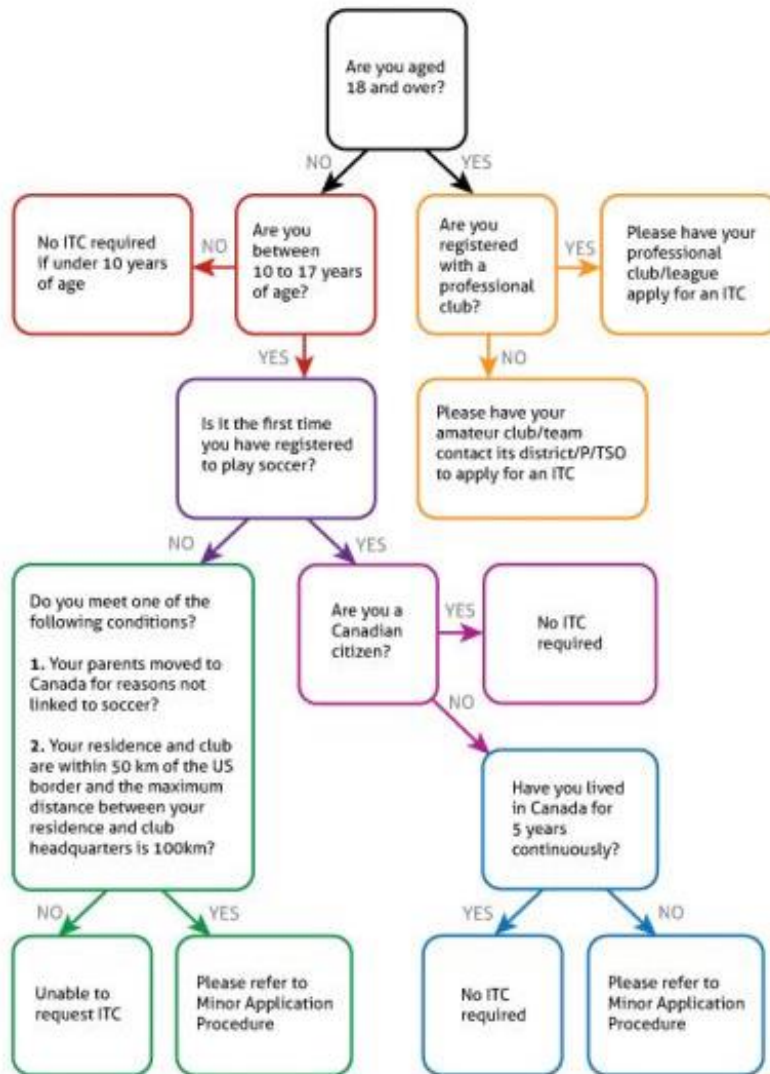 Are you aged
18 and over?
NO
YES
No ITC required
if under 10 years
of age
NO
Are you
between
10 to 17 years
of age?
Are you
registered
with a
professional
club?
YES
Please have your
professional
club/league
apply for an ITC
YES
NO
Is it the first time
you have registered
to play soccer?
Please have your
amateur club/team
contact its district/P/TSO
to apply for an ITC
NO
YES
Do you meet one of the
following conditions?
1. Your parents moved to
Canada for reasons not
linked to soccer?
2. Your residence and club
are within 50 km of the US
border and the maximum
distance between your
residence and club
headquarters is 100km?
Are you a
Canadian
citizen?
YES
No ITC
required
NO
Have you lived
in Canada for
5 years
continuously?
NO
YES
YES
NO
Unable to
request ITC
Please refer to
Minor Application
Procedure
No ITC
required
Please refer to
Minor Application
Procedure